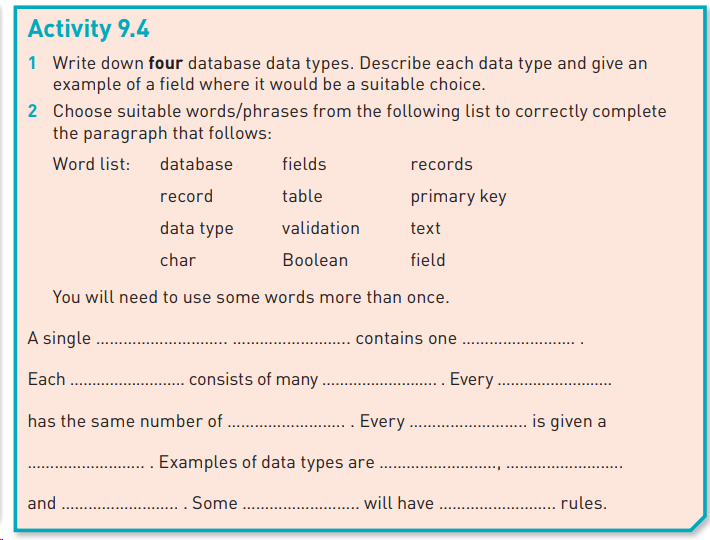 Activity 9.4
1 Write down four database data types. Describe each data type and give an
example of a field where it would be a suitable choice.
2 Choose suitable words/phrases from the following list to correctly complete
the paragraph that follows:
Word list: database fields records
record table primary key
data type validation text
char Boolean field
You will need to use some words more than once.
A single ............................. .......................... contains one ......................... .
Each ......................... consists of many ......................... . Every .........................
has the same number of .......................... . Every .......................... is given a
.......................... . Examples of data types are .........................., ..........................
and .......................... . Some .......................... will have .......................... rules.